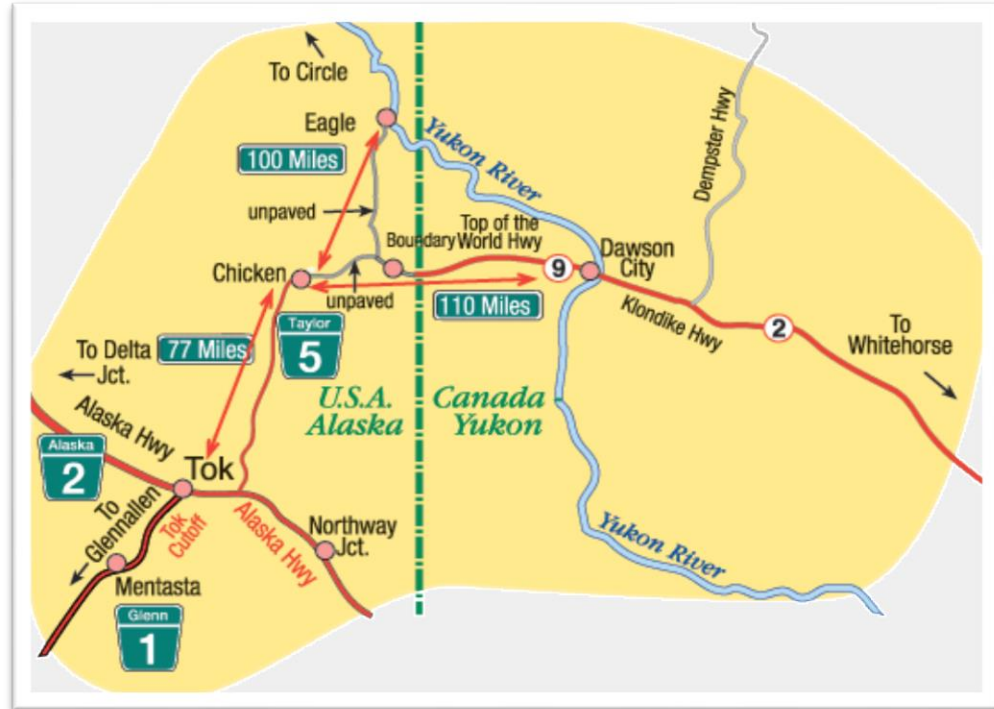 To Circle
Eagle
Yukon River
100 Miles
Dempster Hwy
unpaved
Top of the
Boundary World Hwy
Dawson
City
Chicken
9
unpaved
110 Miles
Klondike Hwy
2
To
Whitehorse
Taylor
5
77 Miles
To Delta
Jct.
U.S.A.
Alaska
Canada
Yukon
Alaska Hwy
Alaska
2
Tok
To
Glennallen
Tok
Cutoff
Alaska Hwy
Northway
Jct.
Yukon River
Mentasta
Glenn
1